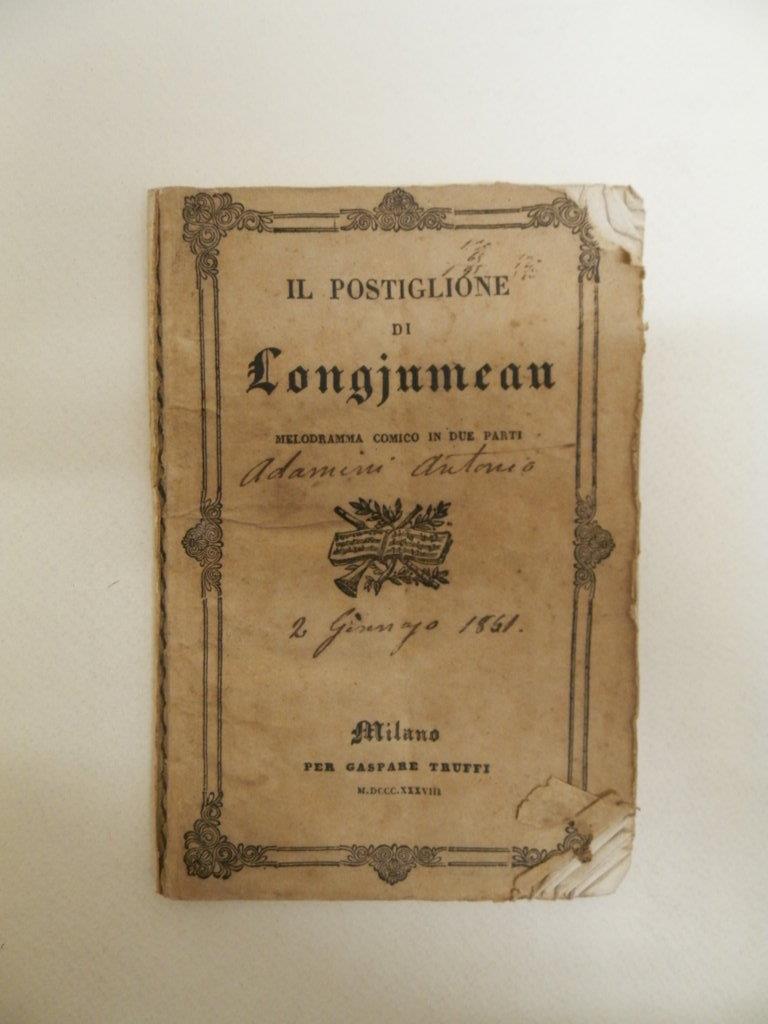 IL POSTIGLIONE
DI
Longjumeau
MELODRAMMA COMICO IN DUE PARTI
Adamini Antonio
2 Gennajo 1861.
Milano
PER GASPARE TRUFFI
M.DCCC.XXXVIII